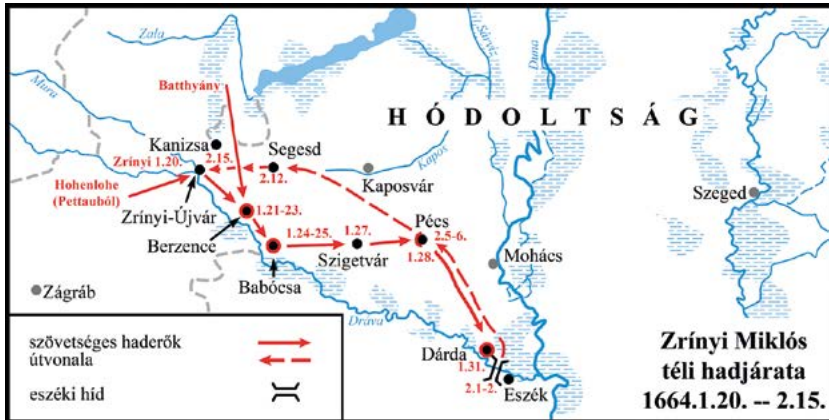 Zala
Mura
Sárvíz
Duna
Batthyány
HÓDOLTSÁG
Kanizsa
Zrínyi 1.20.
2.15.
Segesd
2.12.
Kapos
Kaposvár
Hohenlohe
(Pettauból)
Zrínyi-Újvár
Szeged
1.21-23.
Berzence
1.24-25.
1.27.
Pécs
2.5-6.
1.28.
Szigetvár
Mohács
Babócsa
Zágráb
Dráva
szövetséges haderők
útvonala
eszéki híd
Dárda
1.31.
2.1-2.
Eszék
Zrínyi Miklós
téli hadjárata
1664.1.20. -- 2.15.